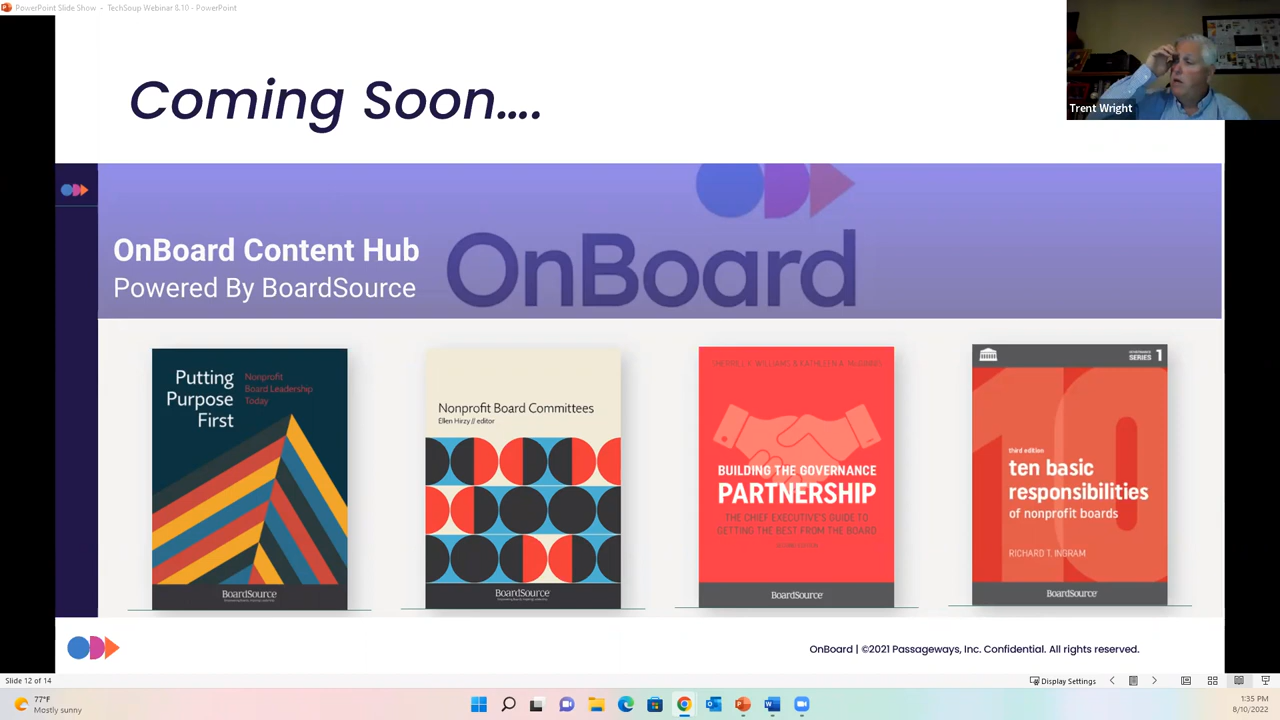 PowerPoint Slide Show - TechSoup Webinar 8.10 - PowerPoint
Trent Wright
Coming Soon....
OnBoard Content Hub
Powered By BoardSource
OnBoard
Putting
Purpose
First
Nonprofit
Board Leadership
Today
BoardSource
Nonprofit Board Committees
Ellen Hirzy // editor
BoardSource
BUILDING THE GOVERNANCE
PARTNERSHIP
THE CHIEF EXECUTIVE'S GUIDE TO
GETTING THE BEST FROM THE BOARD
BoardSource
SERIES 1
10
third edition
ten basic
responsibilities
of nonprofit boards
RICHARD T. INGRAM
BoardSource
OnBoard | ©2021 Passageways, Inc. Confidential. All rights reserved.
Slide 12 of 14
Display Settings
77°F
Mostly sunny
1:35 PM
8/10/2022